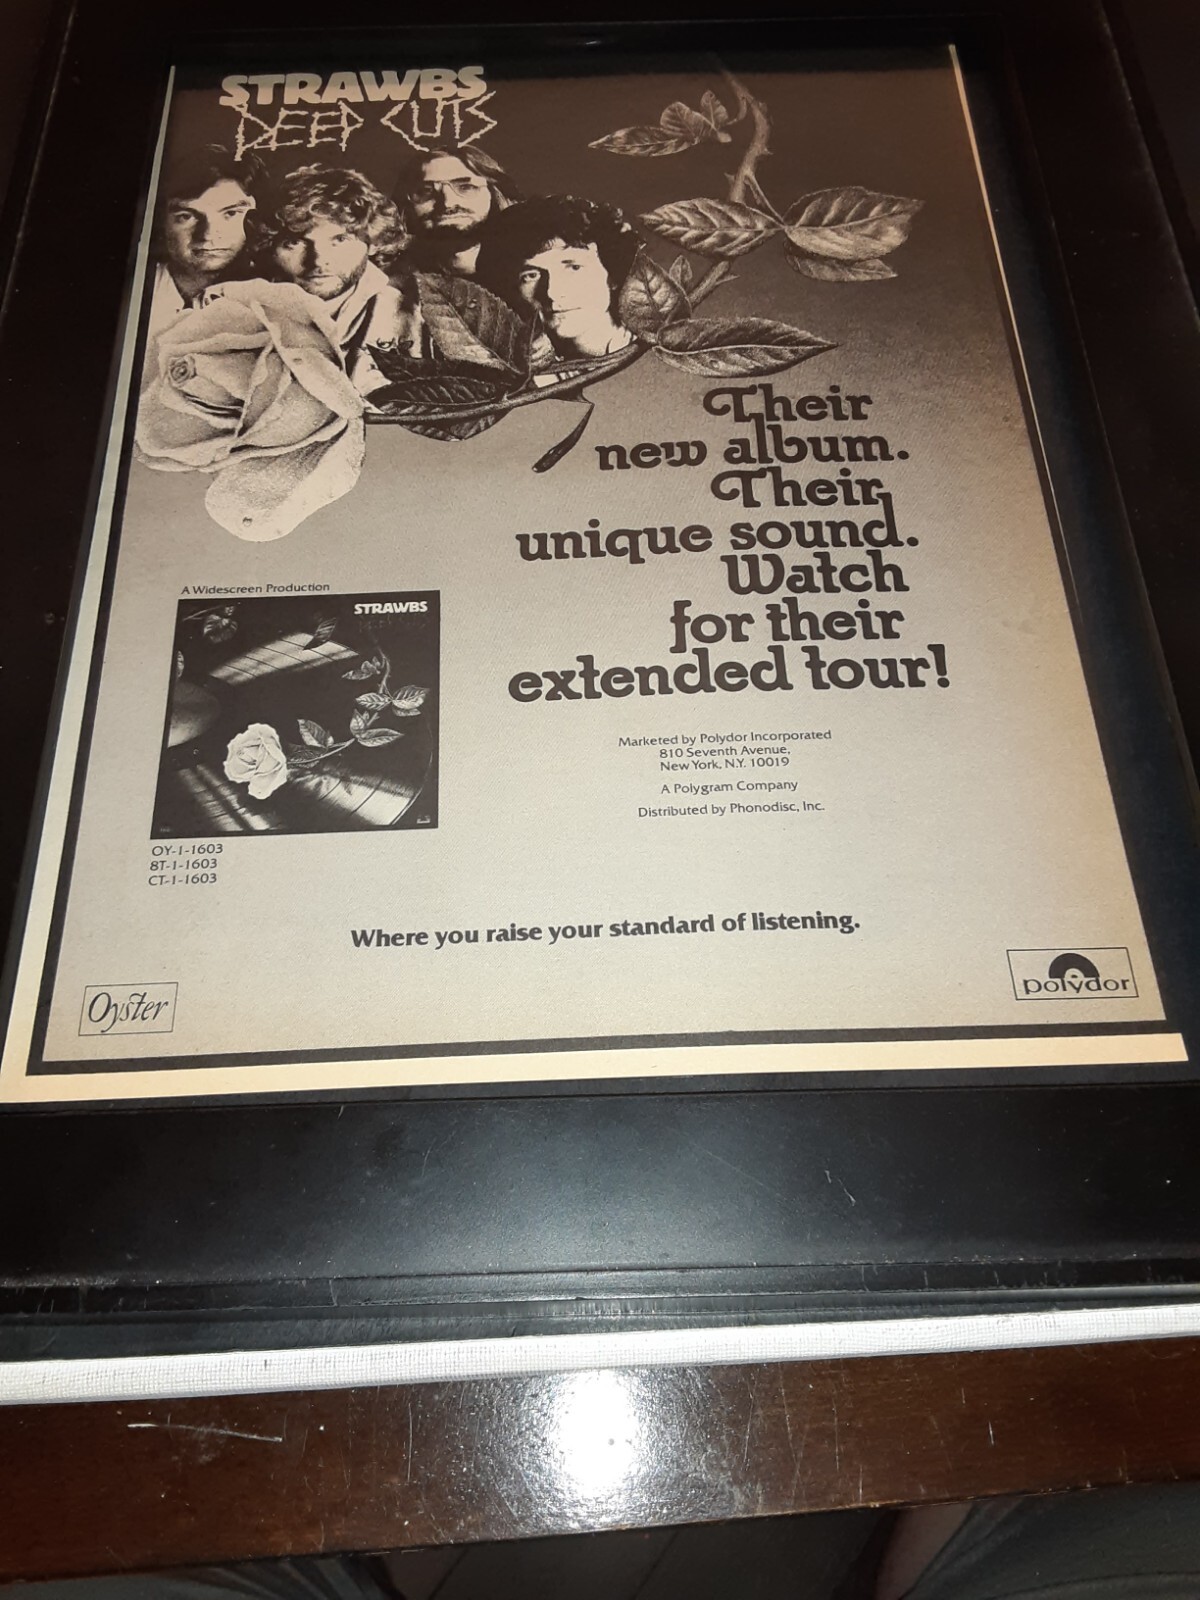 STRAWBS
DEEP CUTS
Their
new album.
Their
unique sound.
Watch
for their
extended tour!
A Widescreen Production
STRAWBS
OY-1-1603
8T-1-1603
CT-1-1603
Marketed by Polydor Incorporated
810 Seventh Avenue,
New York, N.Y. 10019
A Polygram Company
Distributed by Phonodisc, Inc.
Where you raise your standard of listening.
Oyster
polydor